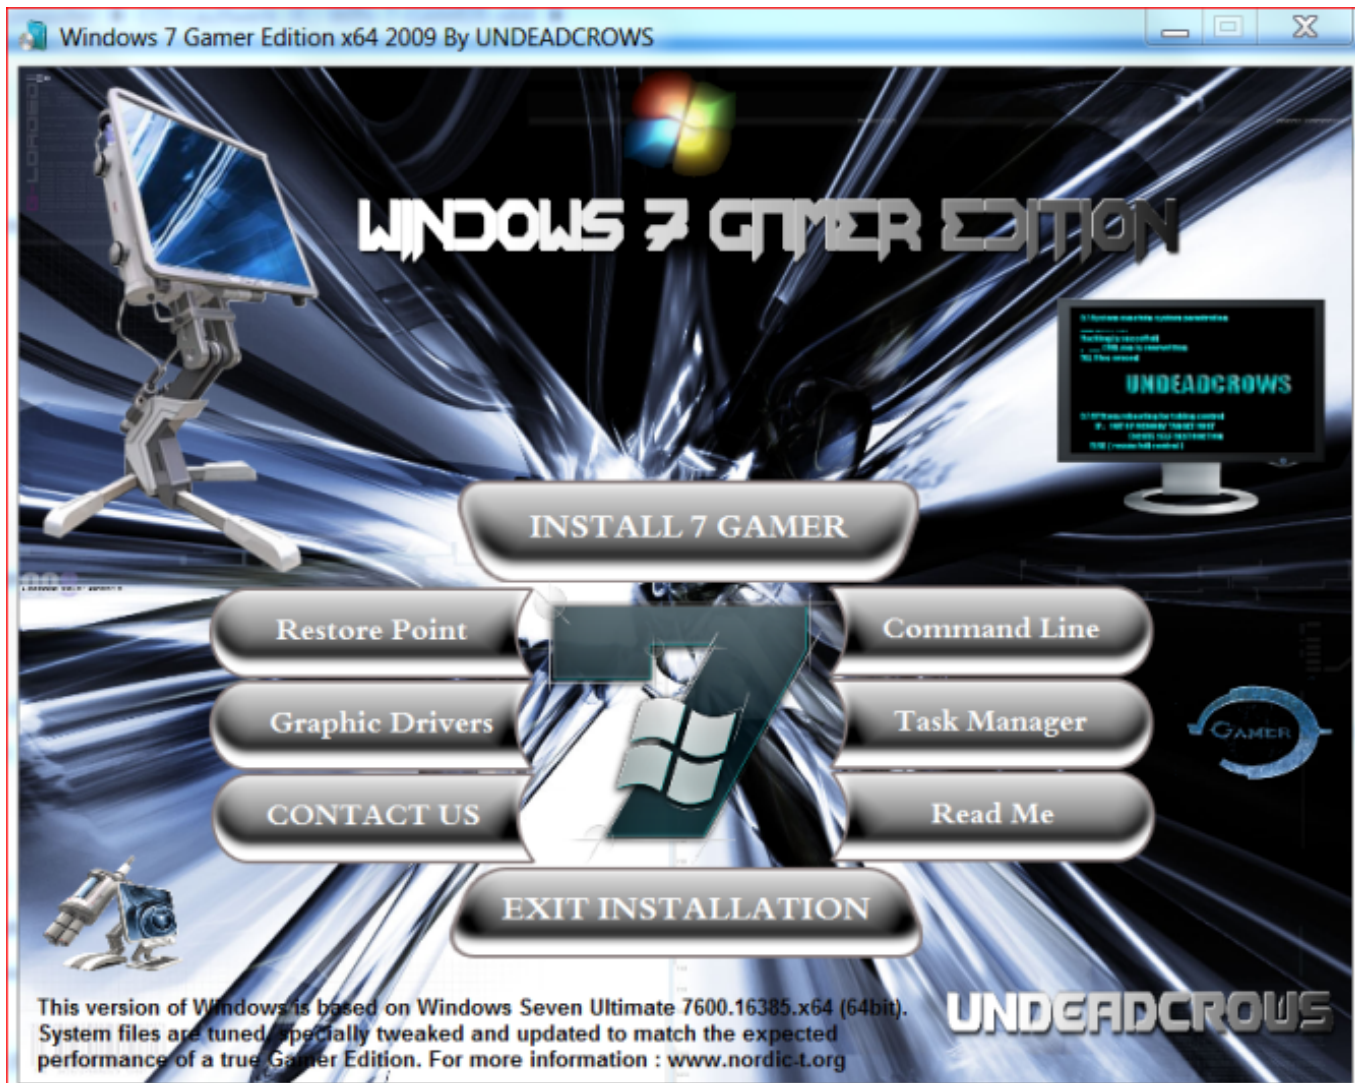 Windows 7 Gamer Edition x64 2009 By UNDEADCROWS
WINDOWS 7 GAMER EDITION
UNDEADCROWS
INSTALL 7 GAMER
Restore Point
Command Line
Graphic Drivers
Task Manager
GAMER
CONTACT US
Read Me
EXIT INSTALLATION
This version of Windows is based on Windows Seven Ultimate 7600.16385.x64 (64bit).
System files are tuned, specially tweaked and updated to match the expected
performance of a true Gamer Edition. For more information : www.nordic-t.org
UNDEADCROWS